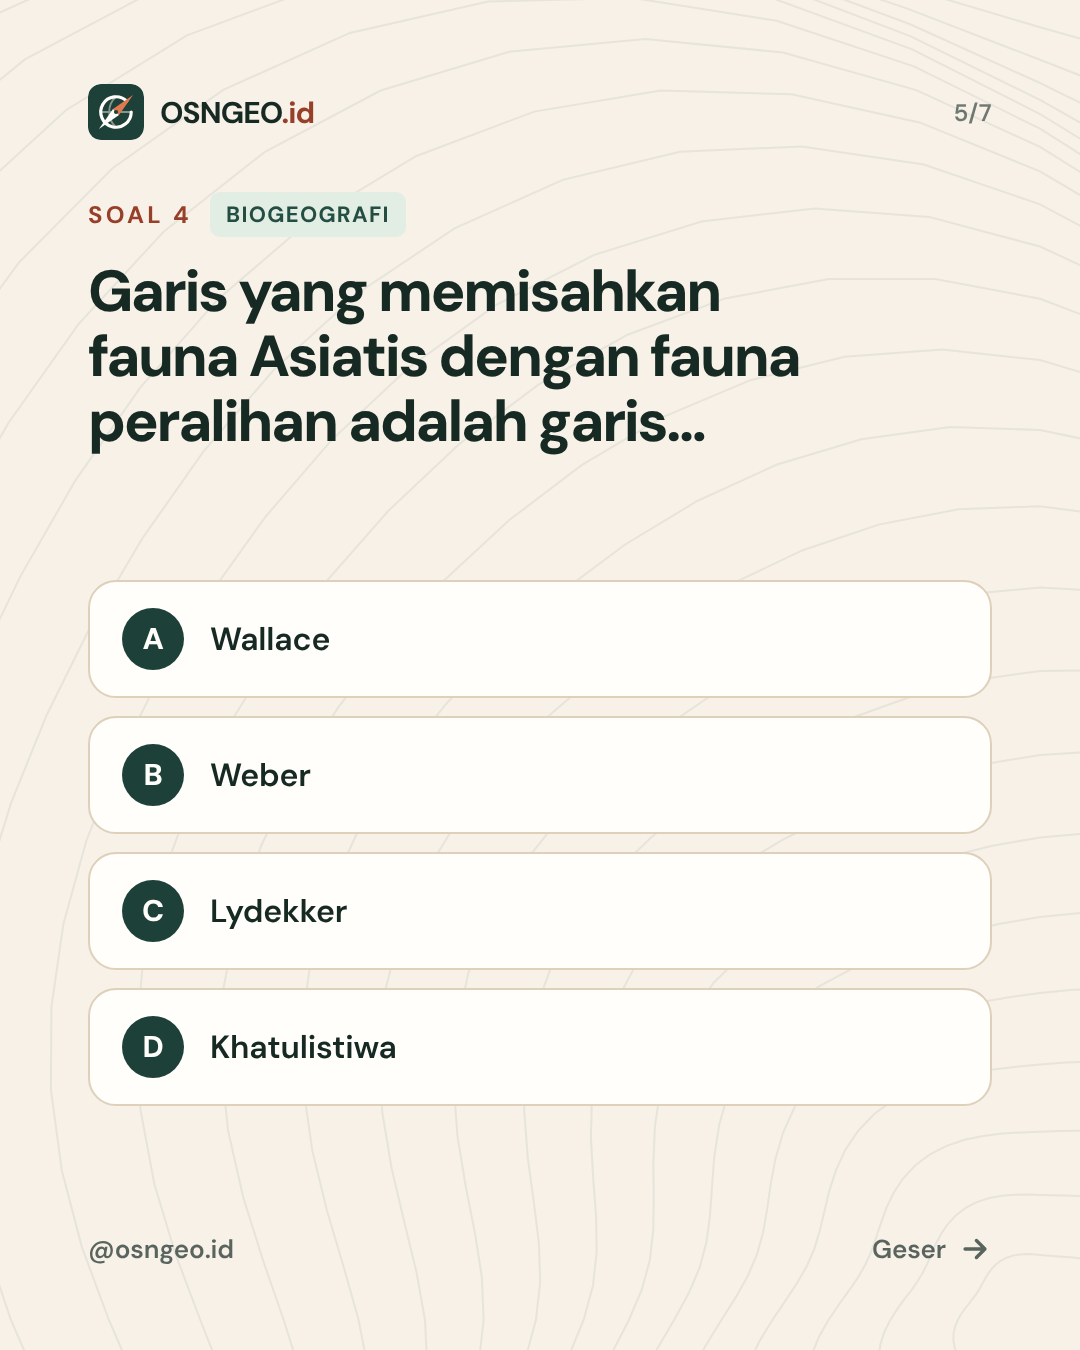 OSNGEO.id
5/7
SOAL 4
BIOGEOGRAFI
Garis yang memisahkan
fauna Asiatis dengan fauna
peralihan adalah garis...
A Wallace
B Weber
C Lydekker
D Khatulistiwa
@osngeo.id
Geser →